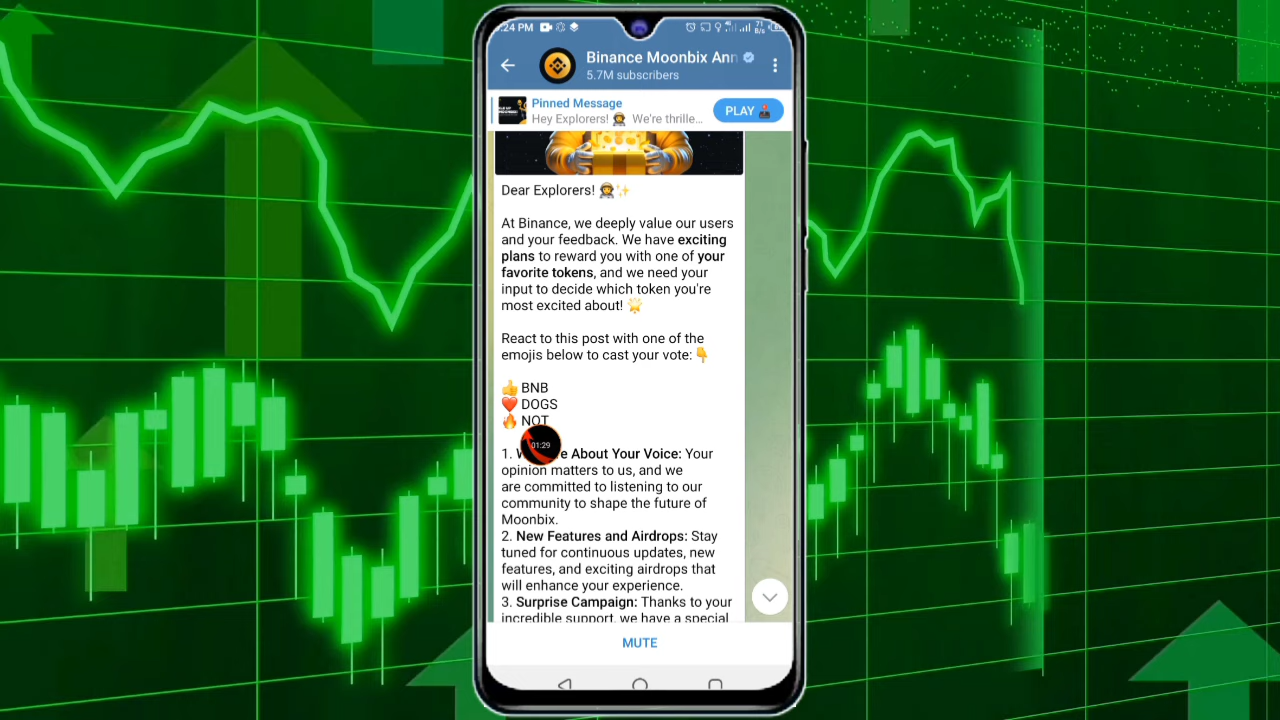 :24 PM
71
B/s
Binance Moonbix Ann
5.7M subscribers
Pinned Message
Hey Explorers! 👩‍🚀 We're thrille...
PLAY 🕹️
Dear Explorers! 👩‍🚀✨
At Binance, we deeply value our users
and your feedback. We have exciting
plans to reward you with one of your
favorite tokens, and we need your
input to decide which token you're
most excited about! 🌟
React to this post with one of the
emojis below to cast your vote: 👇
👍 BNB
❤️ DOGS
🔥 NOT
01:29
1. About Your Voice: Your
opinion matters to us, and we
are committed to listening to our
community to shape the future of
Moonbix.
2. New Features and Airdrops: Stay
tuned for continuous updates, new
features, and exciting airdrops that
will enhance your experience.
3. Surprise Campaign: Thanks to your
incredible support, we have a special
MUTE